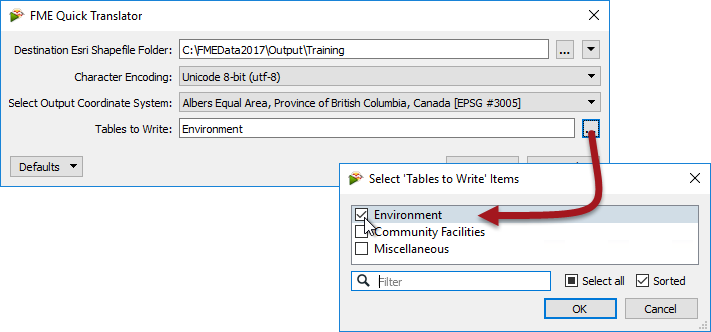 FME Quick Translator
Destination Esri Shapefile Folder: C:\FMEData2017\Output\Training ...
Character Encoding: Unicode 8-bit (utf-8)
Select Output Coordinate System: Albers Equal Area, Province of British Columbia, Canada [EPSG #3005]
Tables to Write: Environment ...
Defaults
Select 'Tables to Write' Items
Environment
Community Facilities
Miscellaneous
Filter Select all Sorted
OK Cancel